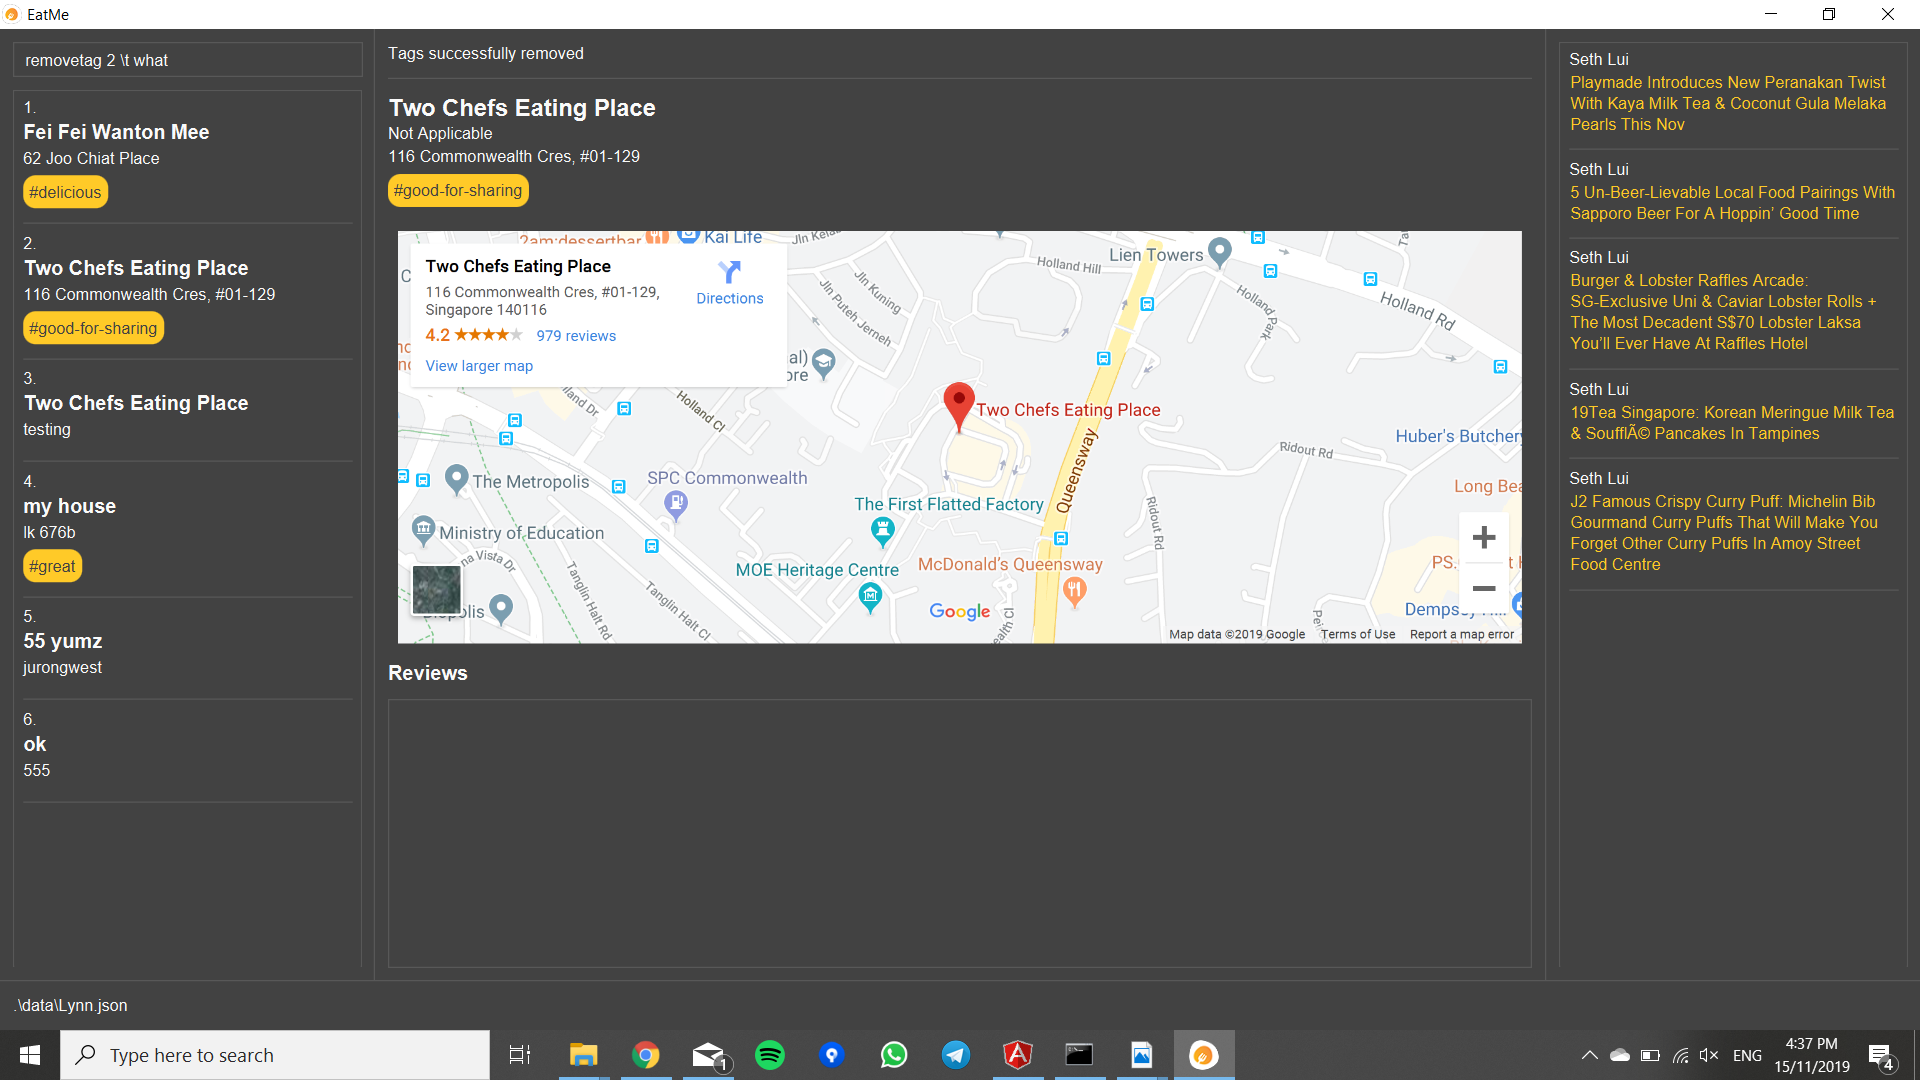 EatMe
removetag 2 \t what
1.
Fei Fei Wanton Mee
62 Joo Chiat Place
#delicious
2.
Two Chefs Eating Place
116 Commonwealth Cres, #01-129
#good-for-sharing
3.
Two Chefs Eating Place
testing
4.
my house
lk 676b
#great
5.
55 yumz
jurongwest
6.
ok
555
Tags successfully removed
Two Chefs Eating Place
Not Applicable
116 Commonwealth Cres, #01-129
#good-for-sharing
2am:dessertbar
Kai Life
Two Chefs Eating Place
116 Commonwealth Cres, #01-129,
Singapore 140116
4.2
979 reviews
Directions
View larger map
Jln Kuning
Jln Puteh Jerneh
Holland Hill
Lien Towers
Holland Park
Holland Rd
Holland Cl
Two Chefs Eating Place
Queensway
Ridout Rd
Huber's Butchery
Long Bea
The Metropolis
SPC Commonwealth
The First Flatted Factory
Ridout Rd
Ministry of Education
MOE Heritage Centre
McDonald's Queensway
Tanglin Halt Rd
Tanglin Halt Cl
Google
Map data ©2019 Google
Terms of Use
Report a map error
Reviews
Seth Lui
Playmade Introduces New Peranakan Twist
With Kaya Milk Tea & Coconut Gula Melaka
Pearls This Nov
Seth Lui
5 Un-Beer-Lievable Local Food Pairings With
Sapporo Beer For A Hoppin’ Good Time
Seth Lui
Burger & Lobster Raffles Arcade:
SG-Exclusive Uni & Caviar Lobster Rolls +
The Most Decadent S$70 Lobster Laksa
You’ll Ever Have At Raffles Hotel
Seth Lui
19Tea Singapore: Korean Meringue Milk Tea
& SoufflÃ© Pancakes In Tampines
Seth Lui
J2 Famous Crispy Curry Puff: Michelin Bib
Gourmand Curry Puffs That Will Make You
Forget Other Curry Puffs In Amoy Street
Food Centre
.\data\Lynn.json
Type here to search
1
ENG
4:37 PM
15/11/2019
4